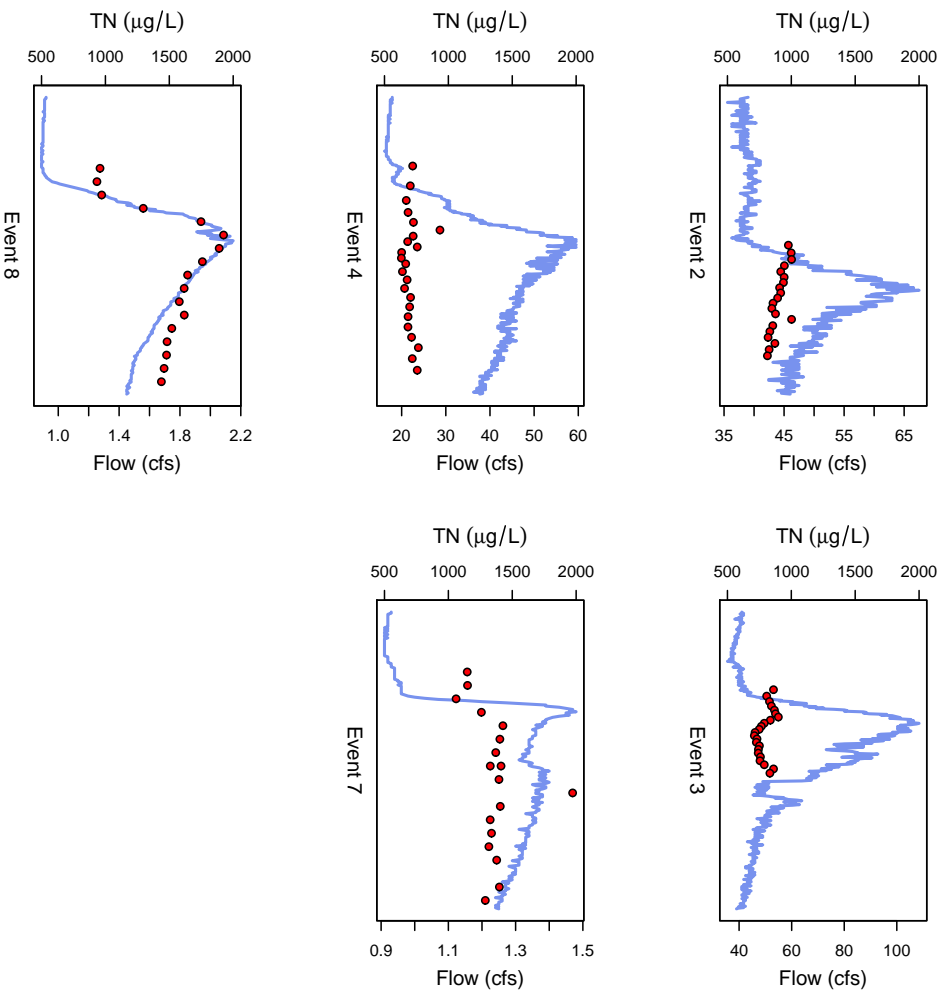 TN (μg/L)
500 1000 1500 2000
Event 8
1.0 1.4 1.8 2.2
Flow (cfs)
TN (μg/L)
500 1000 1500 2000
Event 4
20 30 40 50 60
Flow (cfs)
TN (μg/L)
500 1000 1500 2000
Event 2
35 45 55 65
Flow (cfs)
TN (μg/L)
500 1000 1500 2000
Event 7
0.9 1.1 1.3 1.5
Flow (cfs)
TN (μg/L)
500 1000 1500 2000
Event 3
40 60 80 100
Flow (cfs)